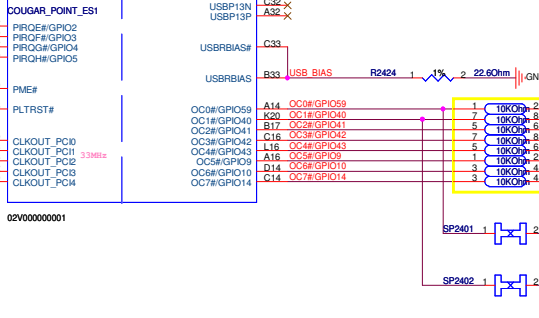 COUGAR_POINT_ES1
USBP13N C32
USBP13P A32
PIRQE#/GPIO2
PIRQF#/GPIO3
PIRQG#/GPIO4
PIRQH#/GPIO5
USBRBIAS# C33
USBRBIAS B33 USB_BIAS R2424 1 1% 2 22.6Ohm GN
PME#
PLTRST#
OC0#/GPIO59 A14 OC0#/GPIO59 1 10KOhm 2
OC1#/GPIO40 K20 OC1#/GPIO40 7 10KOhm 8
OC2#/GPIO41 B17 OC2#/GPIO41 5 10KOhm 6
CLKOUT_PCI0 OC3#/GPIO42 C16 OC3#/GPIO42 7 10KOhm 8
CLKOUT_PCI1 33MHz OC4#/GPIO43 L16 OC4#/GPIO43 5 10KOhm 6
CLKOUT_PCI2 OC5#/GPIO9 A16 OC5#/GPIO9 1 10KOhm 2
CLKOUT_PCI3 OC6#/GPIO10 D14 OC6#/GPIO10 3 10KOhm 4
CLKOUT_PCI4 OC7#/GPIO14 C14 OC7#/GPIO14 3 10KOhm 4
02V000000001
SP2401 1 2
SP2402 1 2